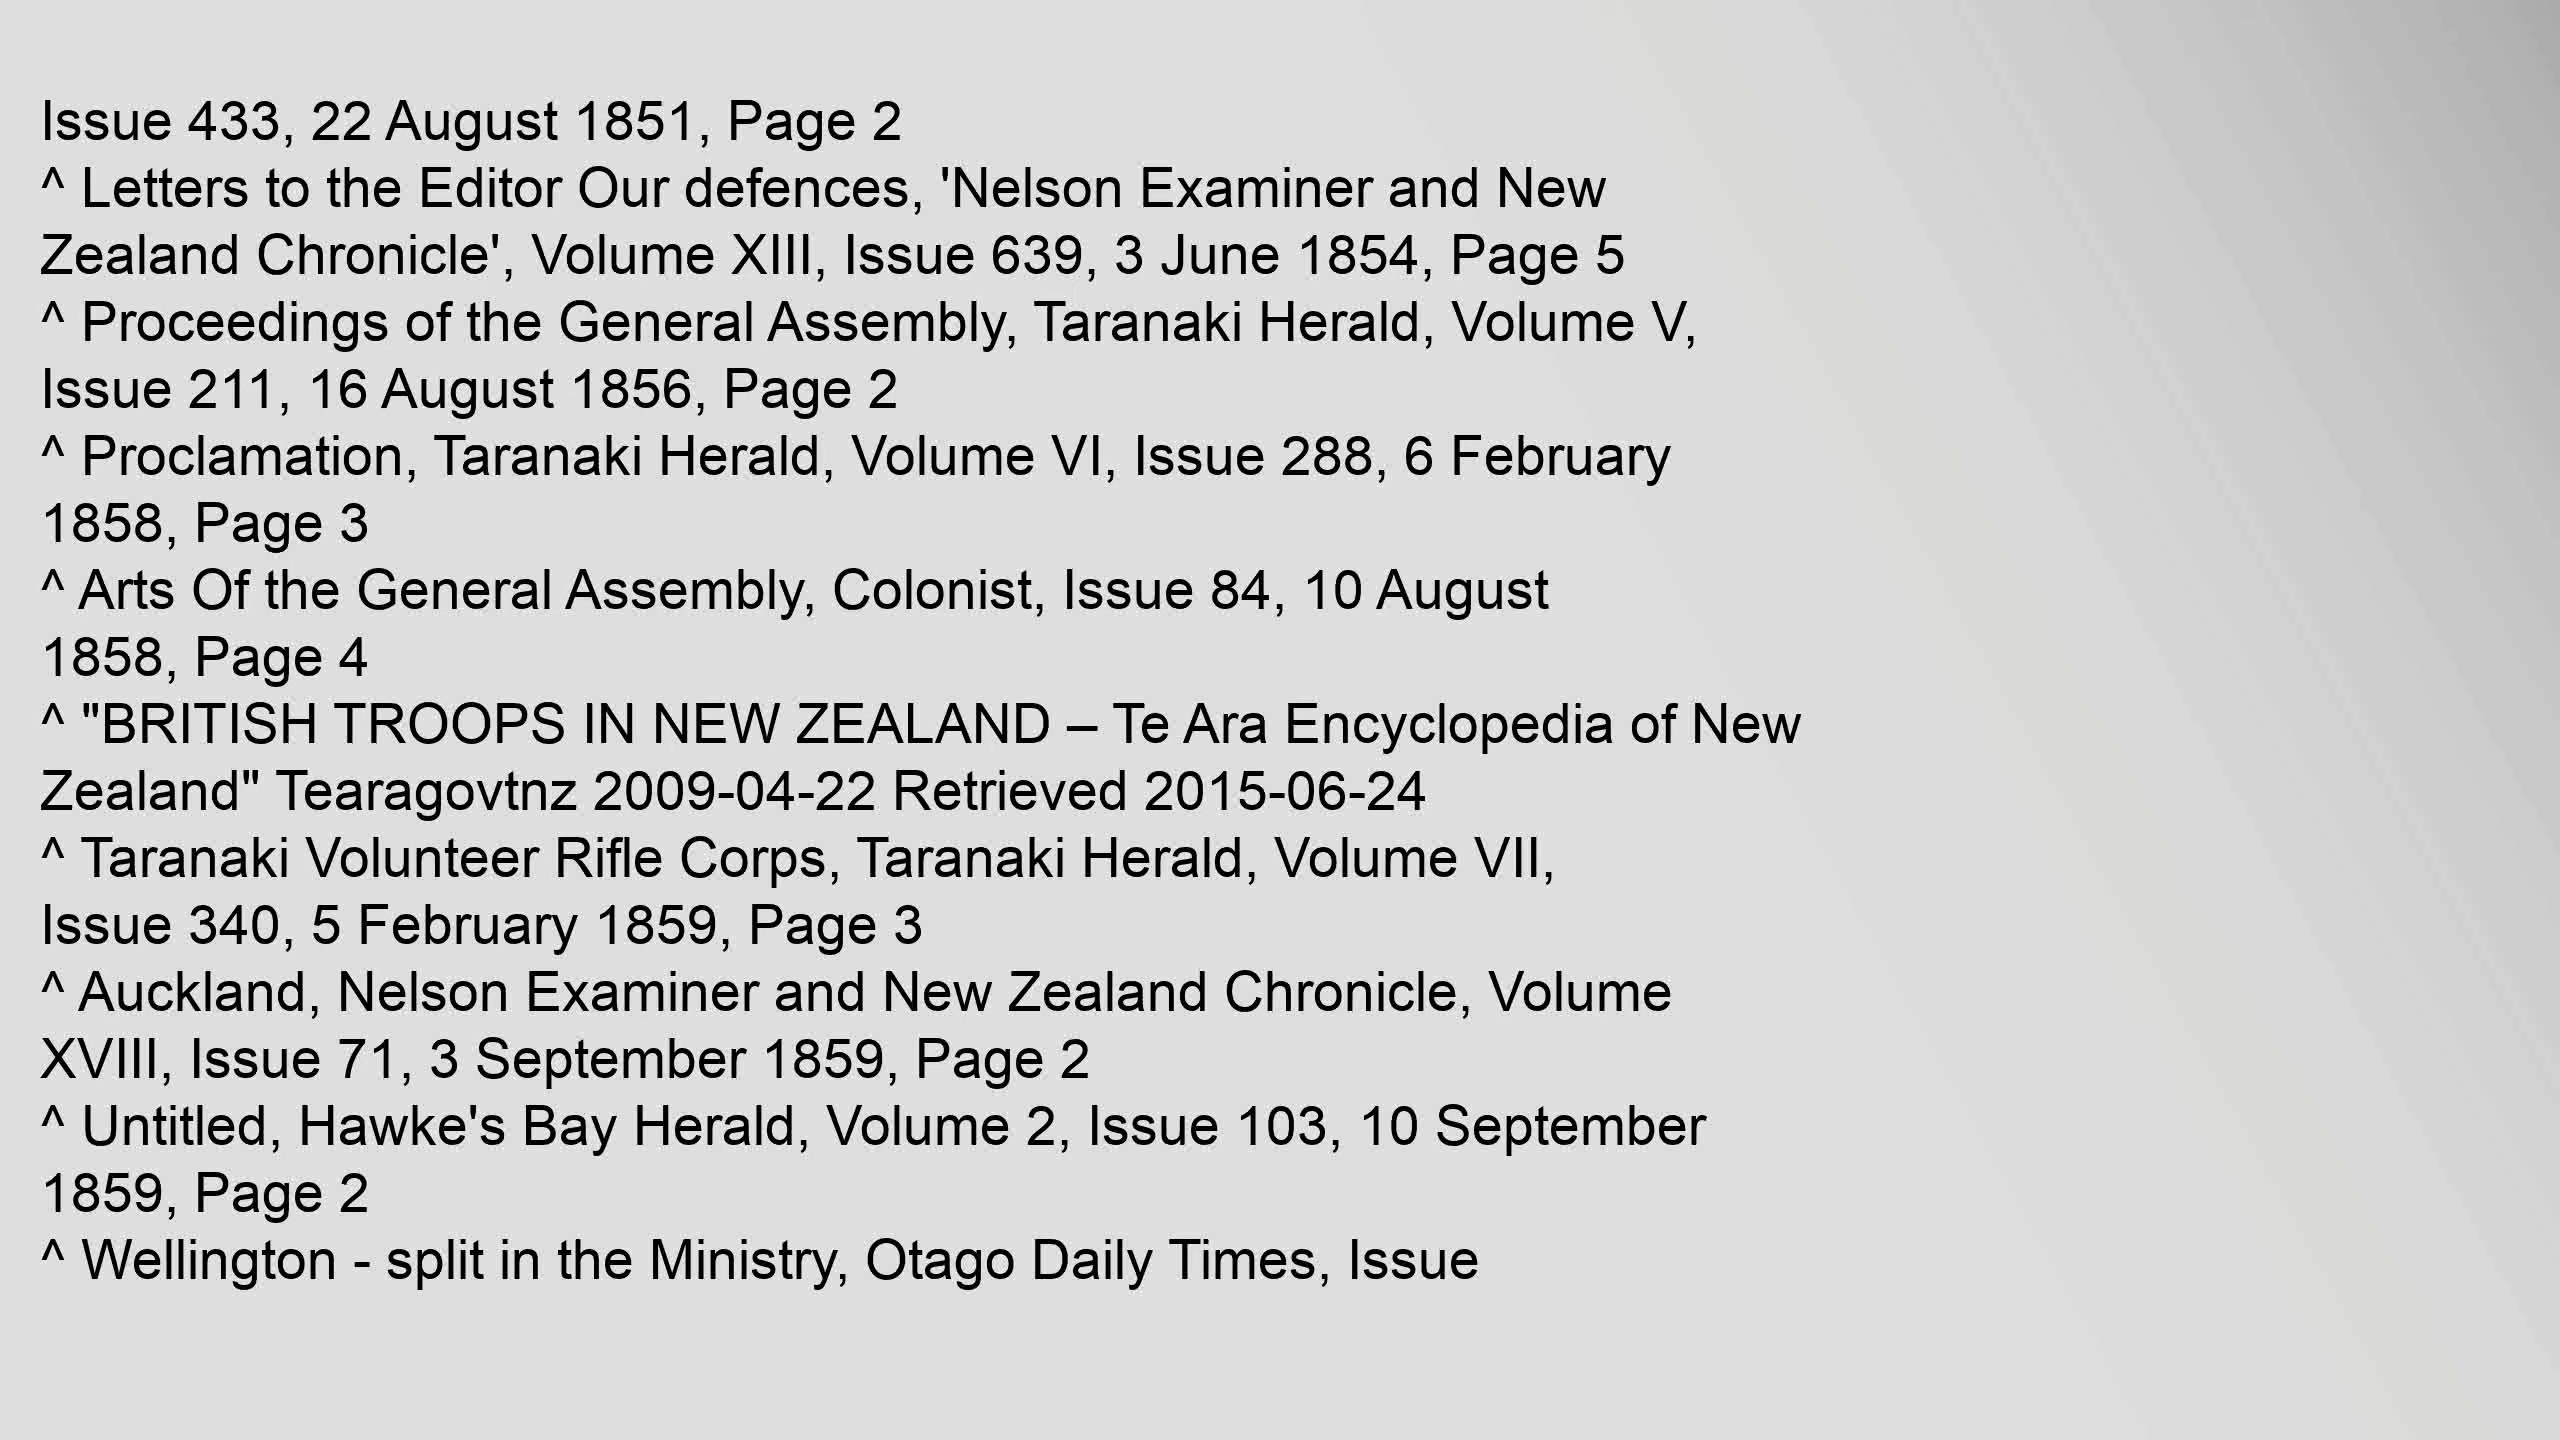 Issue 433, 22 August 1851, Page 2
^ Letters to the Editor Our defences, 'Nelson Examiner and New
Zealand Chronicle', Volume XIII, Issue 639, 3 June 1854, Page 5
^ Proceedings of the General Assembly, Taranaki Herald, Volume V,
Issue 211, 16 August 1856, Page 2
^ Proclamation, Taranaki Herald, Volume VI, Issue 288, 6 February
1858, Page 3
^ Arts Of the General Assembly, Colonist, Issue 84, 10 August
1858, Page 4
^ "BRITISH TROOPS IN NEW ZEALAND – Te Ara Encyclopedia of New
Zealand" Tearagovtnz 2009-04-22 Retrieved 2015-06-24
^ Taranaki Volunteer Rifle Corps, Taranaki Herald, Volume VII,
Issue 340, 5 February 1859, Page 3
^ Auckland, Nelson Examiner and New Zealand Chronicle, Volume
XVIII, Issue 71, 3 September 1859, Page 2
^ Untitled, Hawke's Bay Herald, Volume 2, Issue 103, 10 September
1859, Page 2
^ Wellington - split in the Ministry, Otago Daily Times, Issue